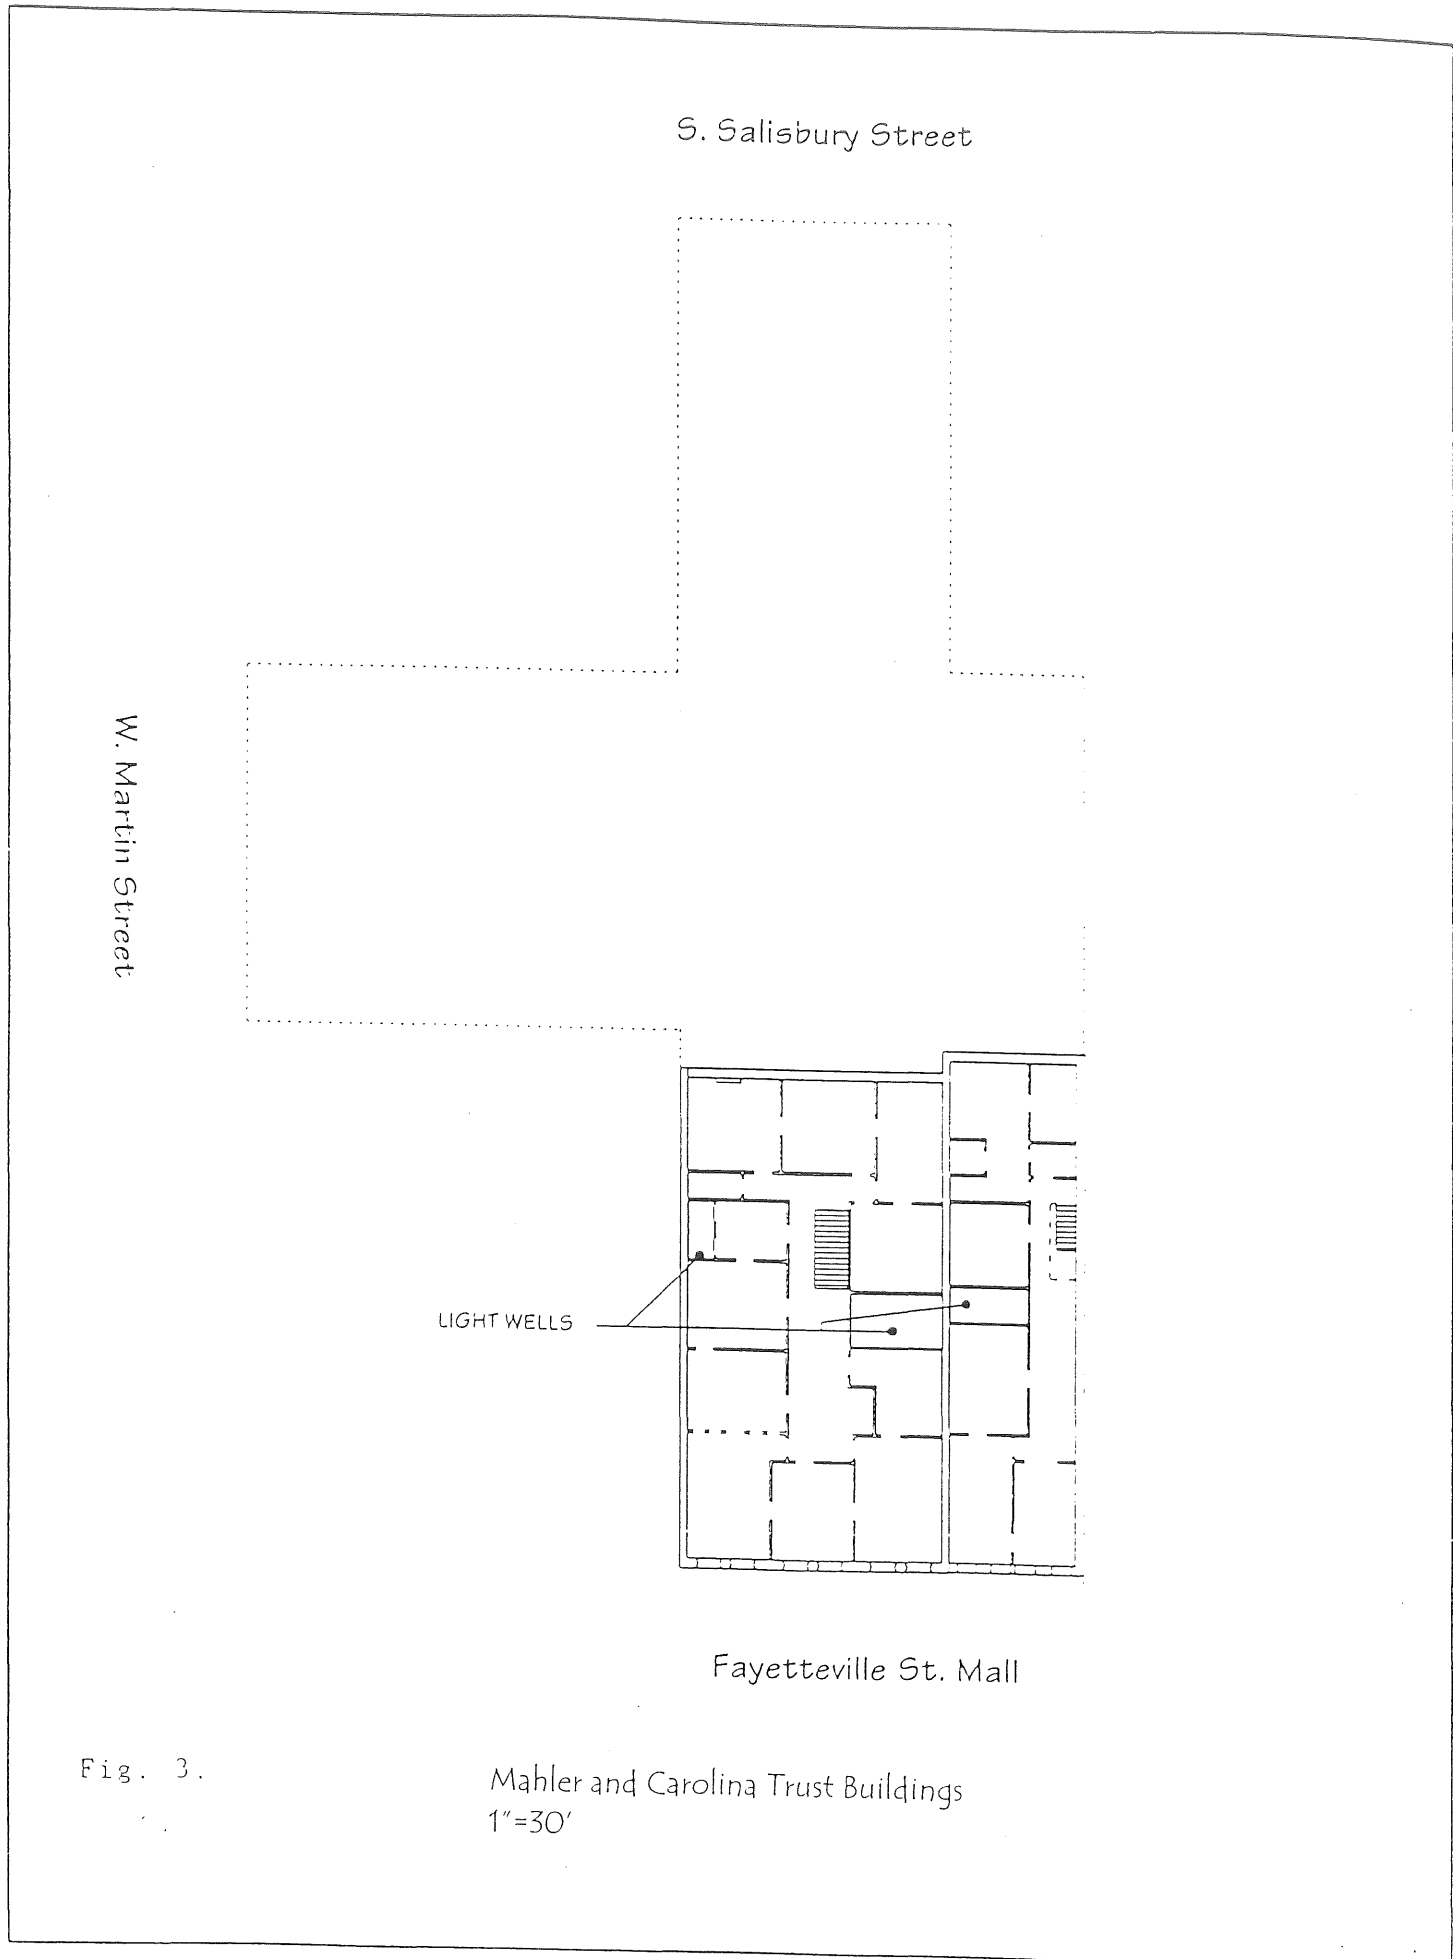 S. Salisbury Street
W. Martin Street
LIGHT WELLS
Fayetteville St. Mall
Fig. 3.
Mahler and Carolina Trust Buildings
1"=30'